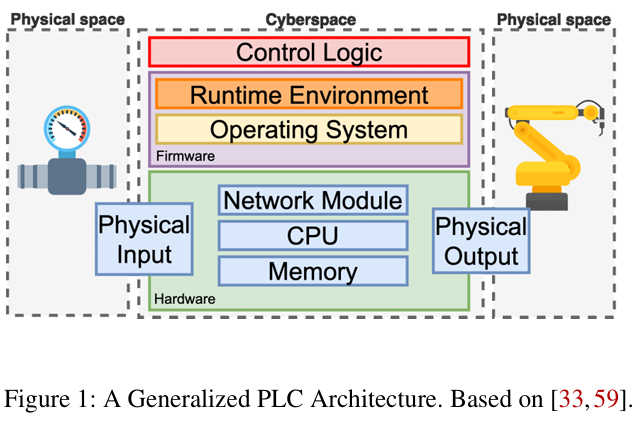 Physical space
Cyberspace
Physical space
Control Logic
Runtime Environment
Operating System
Firmware
Network Module
Physical
Input
CPU
Physical
Output
Memory
Hardware
Figure 1: A Generalized PLC Architecture. Based on [33,59].